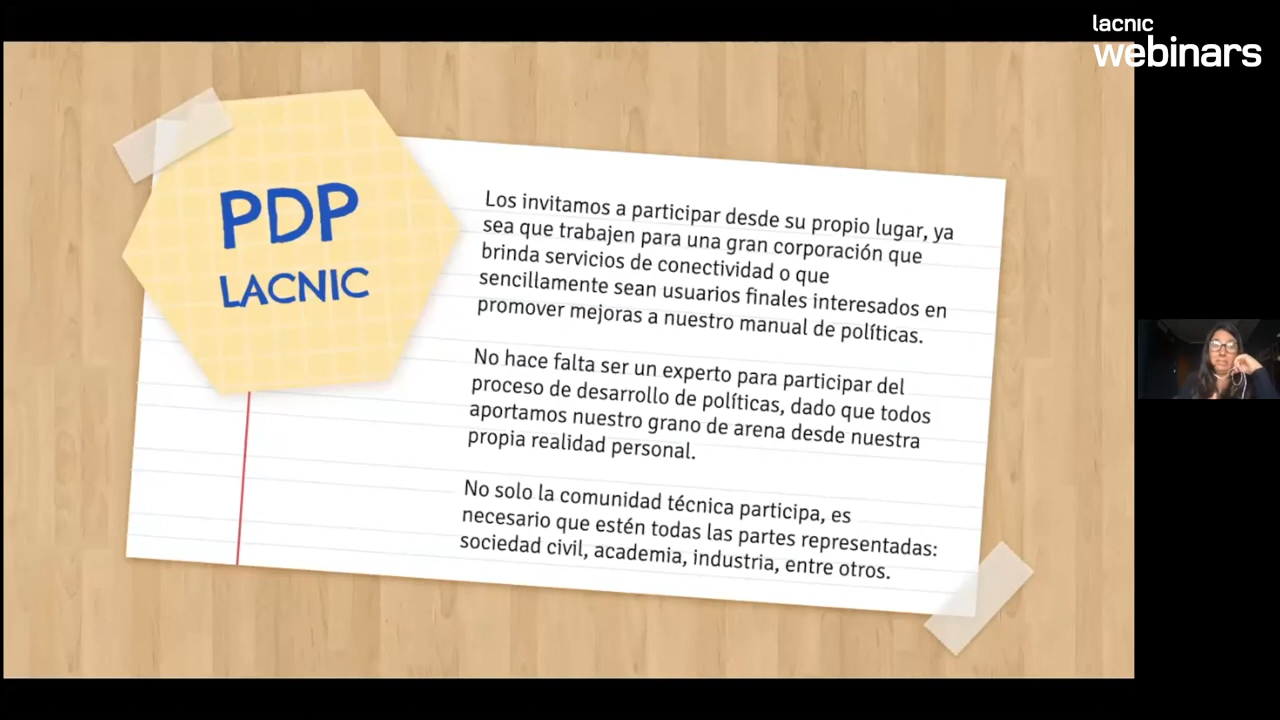 lacnic
webinars
PDP
LACNIC
Los invitamos a participar desde su propio lugar, ya
sea que trabajen para una gran corporación que
brinda servicios de conectividad o que
sencillamente sean usuarios finales interesados en
promover mejoras a nuestro manual de políticas.
No hace falta ser un experto para participar del
proceso de desarrollo de políticas, dado que todos
aportamos nuestro grano de arena desde nuestra
propia realidad personal.
No solo la comunidad técnica participa, es
necesario que estén todas las partes representadas:
sociedad civil, academia, industria, entre otros.